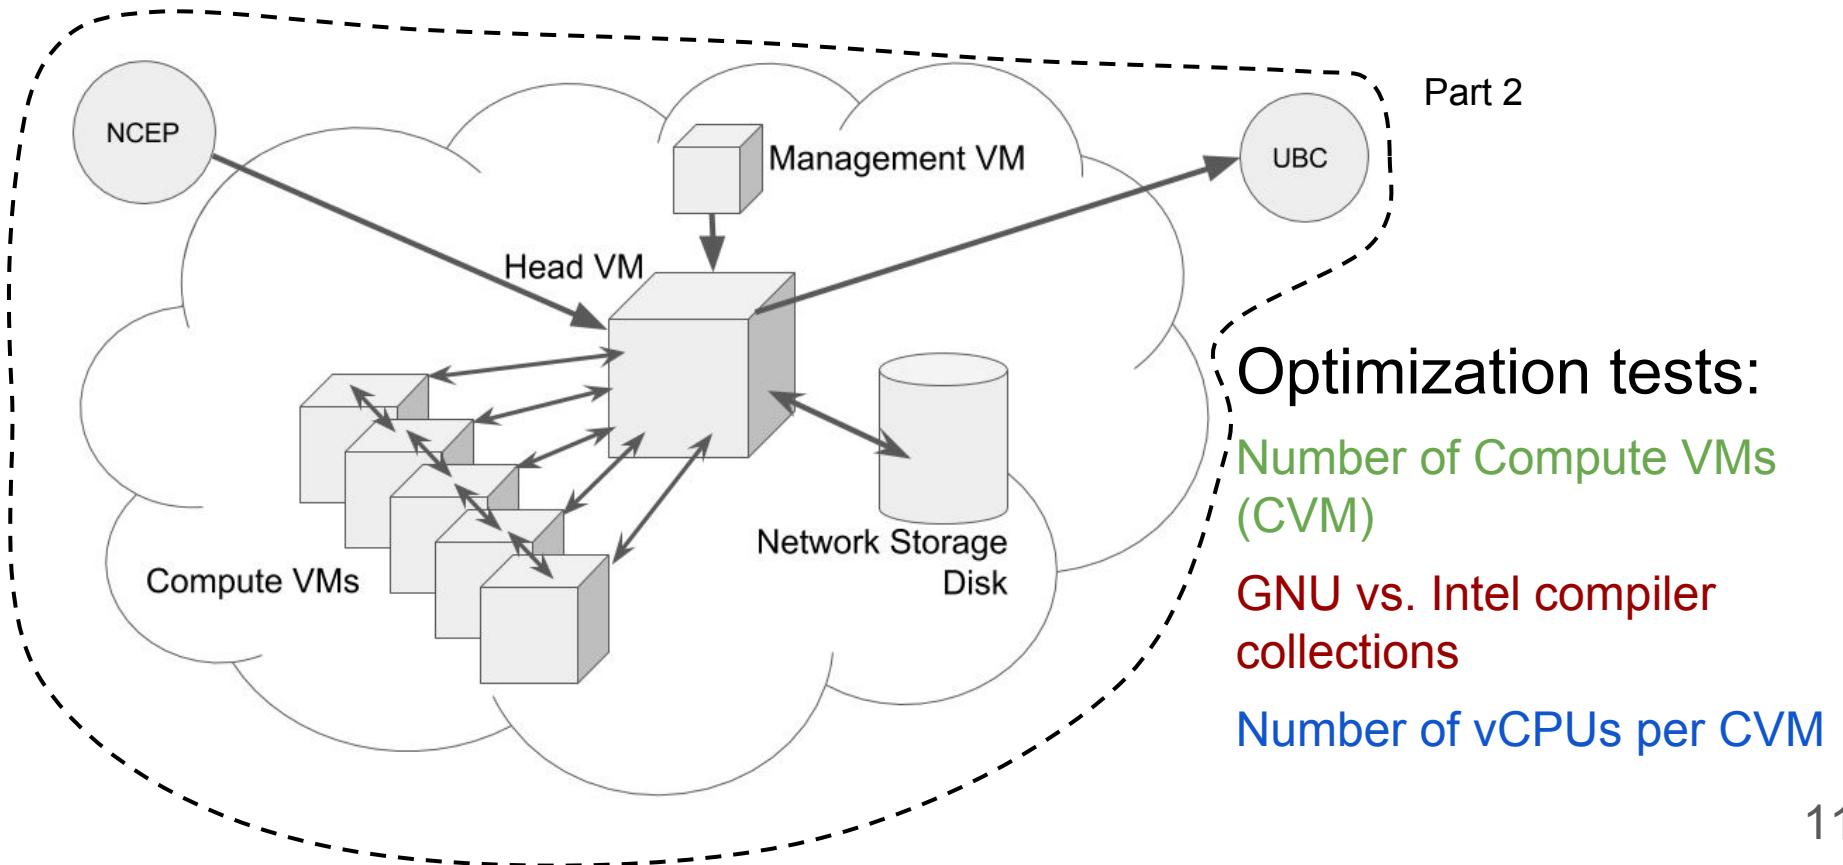 Part 2
NCEP
Management VM
UBC
Head VM
Compute VMs
Network Storage
Disk
Optimization tests:
Number of Compute VMs
(CVM)
GNU vs. Intel compiler
collections
Number of vCPUs per CVM
11